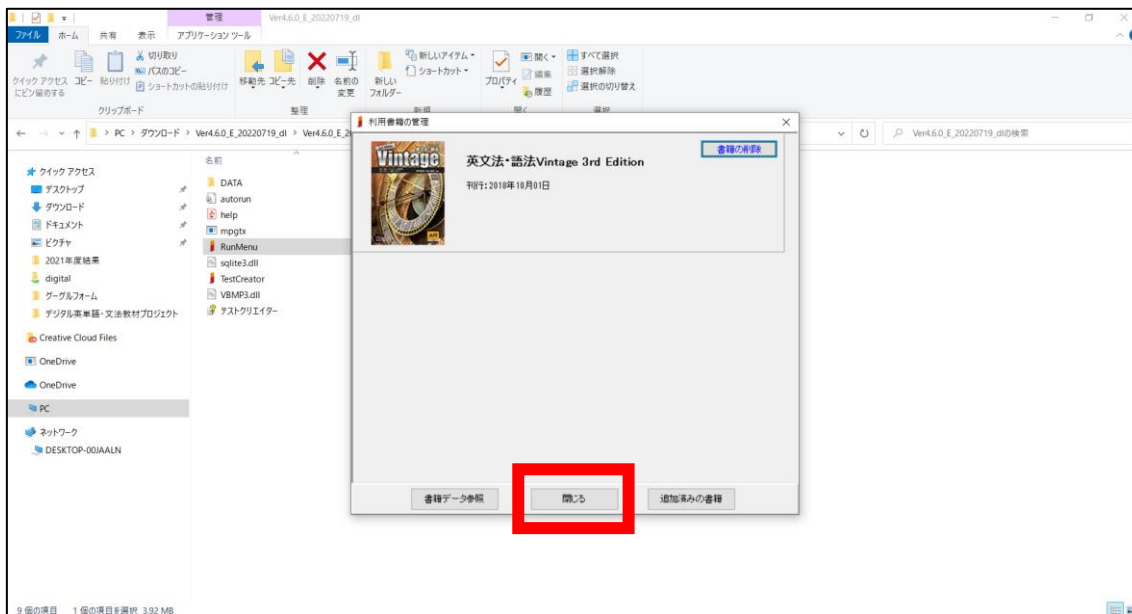 管理
Ver4.6.0_E_20220719_dl
ファイル ホーム 共有 表示 アプリケーション ツール
クイック アクセス
にピン留めする
コピー
貼り付け
切り取り
パスのコピー
ショートカットの貼り付け
クリップボード
移動先
コピー先
削除
名前の
変更
整理
新しい
フォルダー
新しいアイテム
ショートカット
新規
プロパティ
開く
編集
履歴
開く
すべて選択
選択解除
選択の切り替え
選択
PC > ダウンロード > Ver4.6.0_E_20220719_dl > Ver4.6.0_E_2
Ver4.6.0_E_20220719_dlの検索
クイック アクセス
デスクトップ
ダウンロード
ドキュメント
ピクチャ
2021年度結果
digital
グーグルフォーム
デジタル英単語・文法教材プロジェクト
Creative Cloud Files
OneDrive
OneDrive
PC
ネットワーク
DESKTOP-00JAALN
名前
DATA
autorun
help
mpgtx
RunMenu
sqlite3.dll
TestCreator
VBMP3.dll
テストクリエイター
利用書籍の管理
Vintage
英文法・語法Vintage 3rd Edition
刊行：2018年10月01日
書籍の削除
書籍データ参照
閉じる
追加済みの書籍
9 個の項目 1 個の項目を選択 3.92 MB